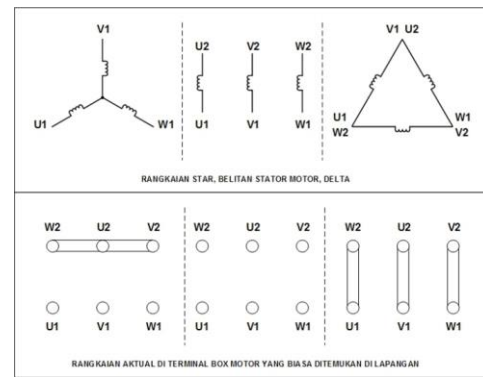 V1
U1 W1
U2 V2 W2
U1 V1 W1
V1 U2
U1 W1
W2 V2
RANGKAIAN STAR, BELITAN STATOR MOTOR, DELTA
W2 U2 V2 W2 U2 V2 W2 U2 V2
U1 V1 W1 U1 V1 W1 U1 V1 W1
RANGKAIAN AKTUAL DI TERMINAL BOX MOTOR YANG BIASA DITEMUKAN DI LAPANGAN